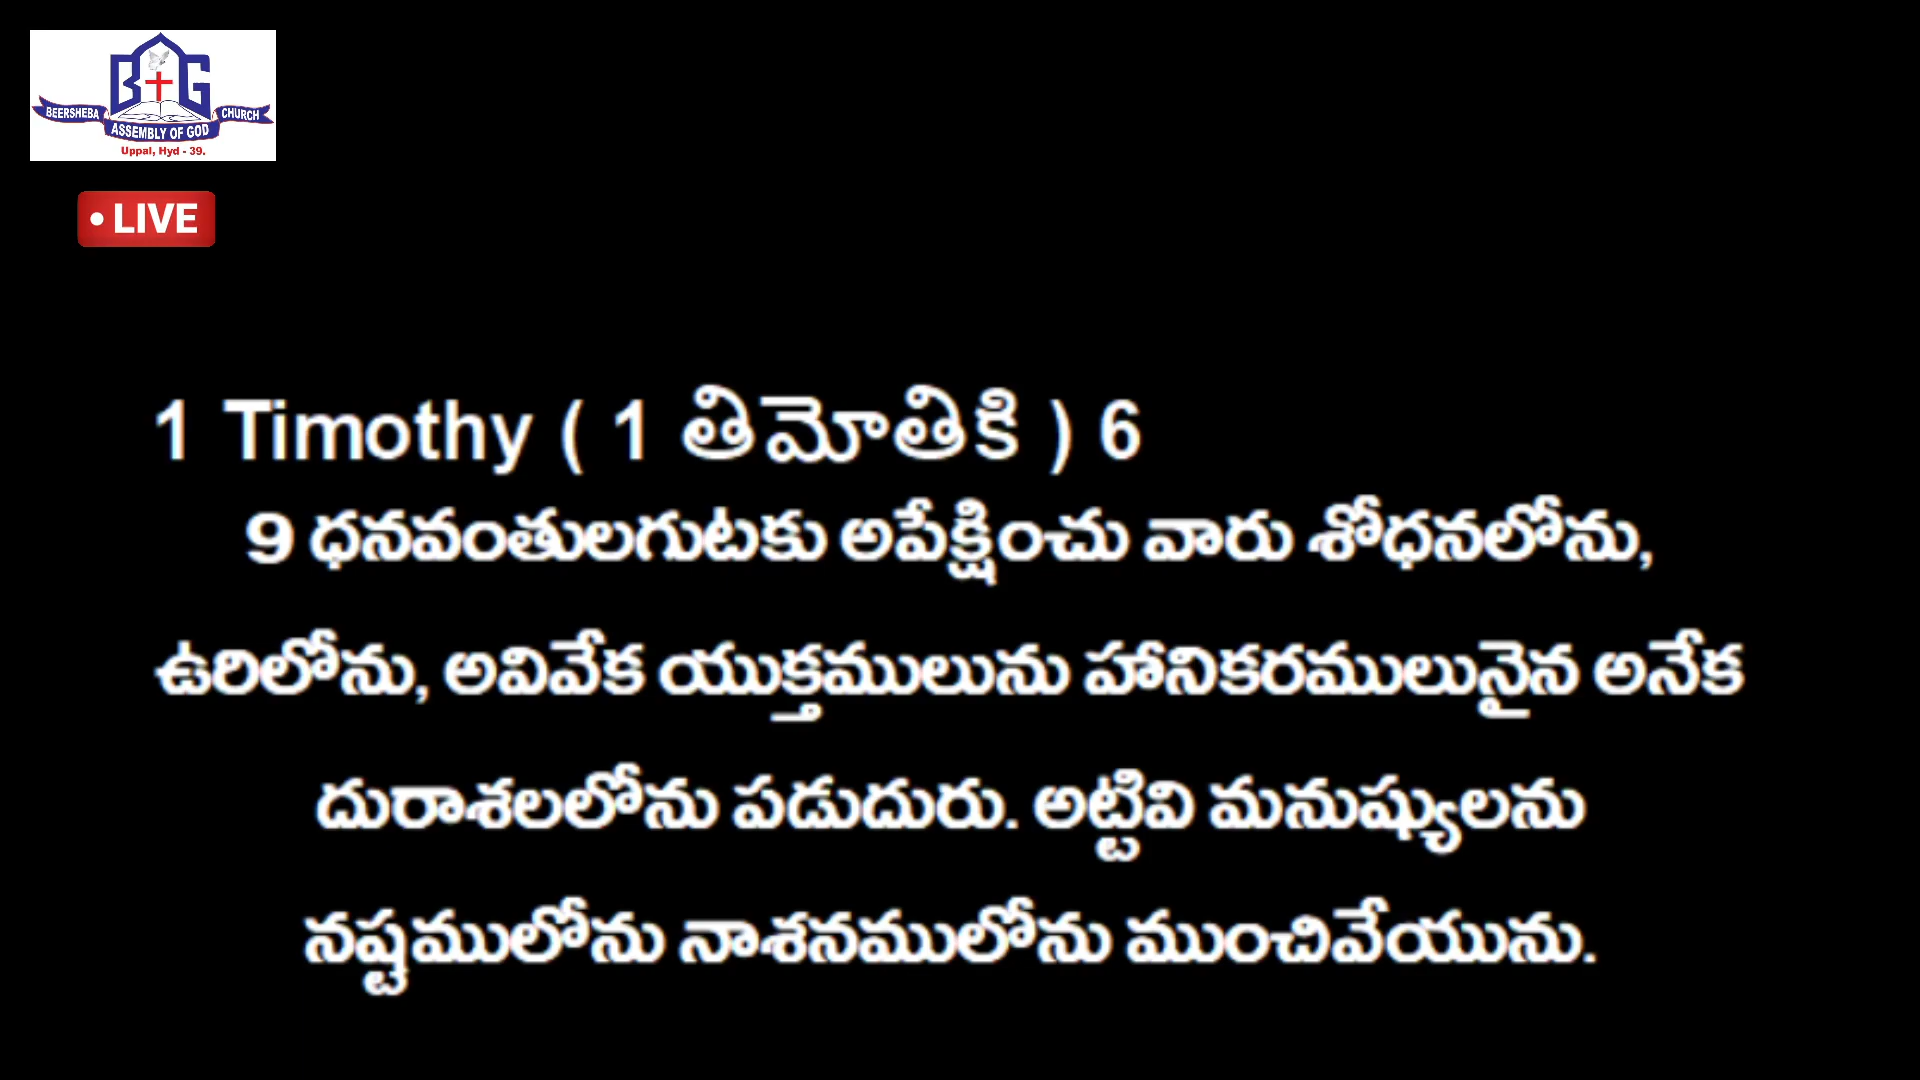 B G
BEERSHEBA CHURCH
ASSEMBLY OF GOD
Uppal, Hyd - 39.
• LIVE
1 Timothy ( 1 తిమోతికి ) 6
9 ధనవంతులగుటకు అపేక్షించు వారు శోధనలోను,
ఉరిలోను, అవివేక యుక్తములును హానికరములునైన అనేక
దురాశలలోను పడుదురు. అట్టివి మనుష్యులను
నష్టములోను నాశనములోను ముంచివేయును.